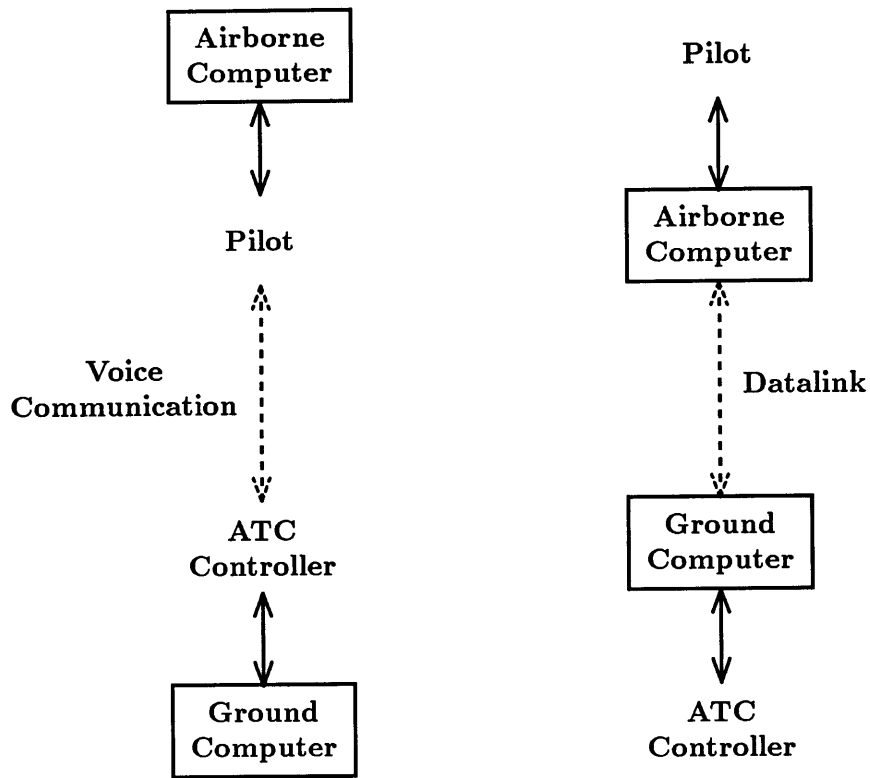 Airborne
Computer
Pilot
Voice
Communication
ATC
Controller
Ground
Computer
Pilot
Airborne
Computer
Datalink
Ground
Computer
ATC
Controller